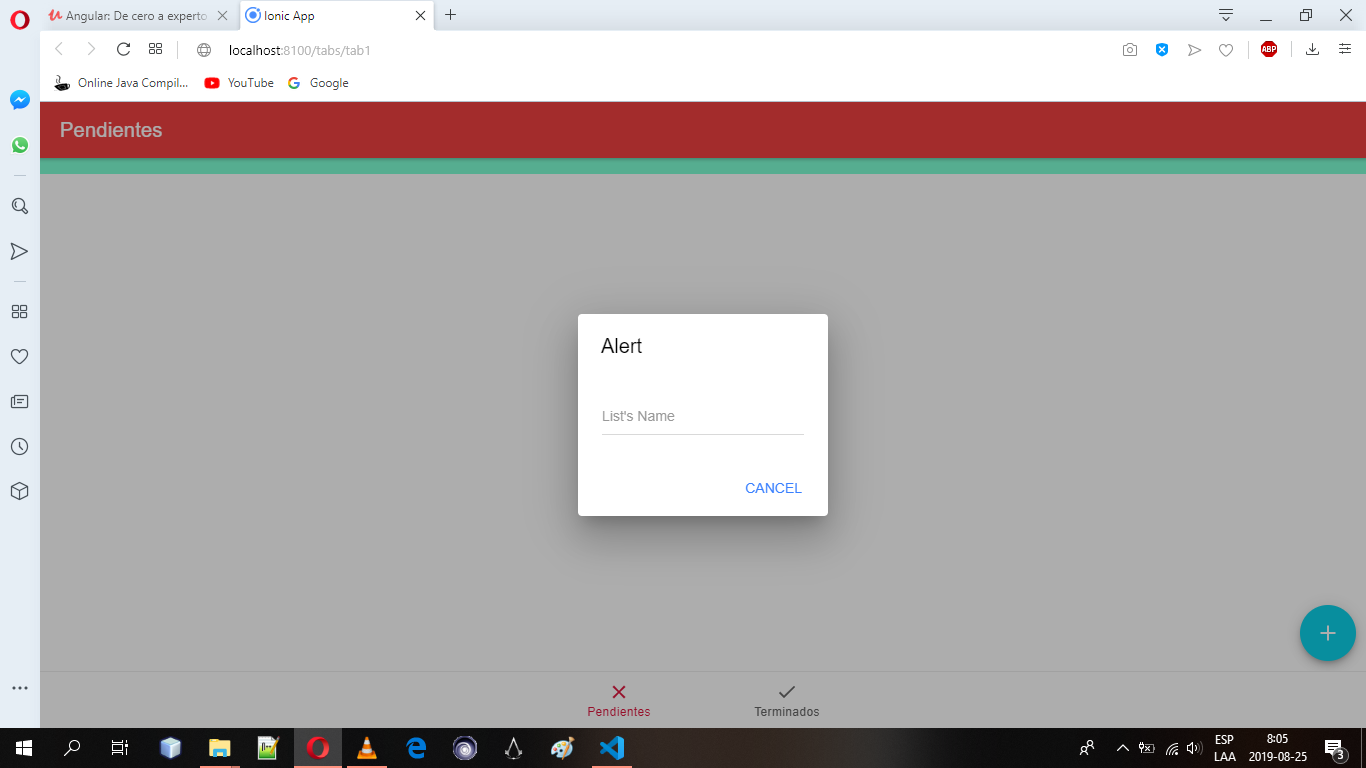 Angular: De cero a experto
Ionic App
localhost:8100/tabs/tab1
ABP
Online Java Compil...
YouTube
Google
Pendientes
Alert
List's Name
CANCEL
Pendientes
Terminados
ESP
LAA
8:05
2019-08-25
3